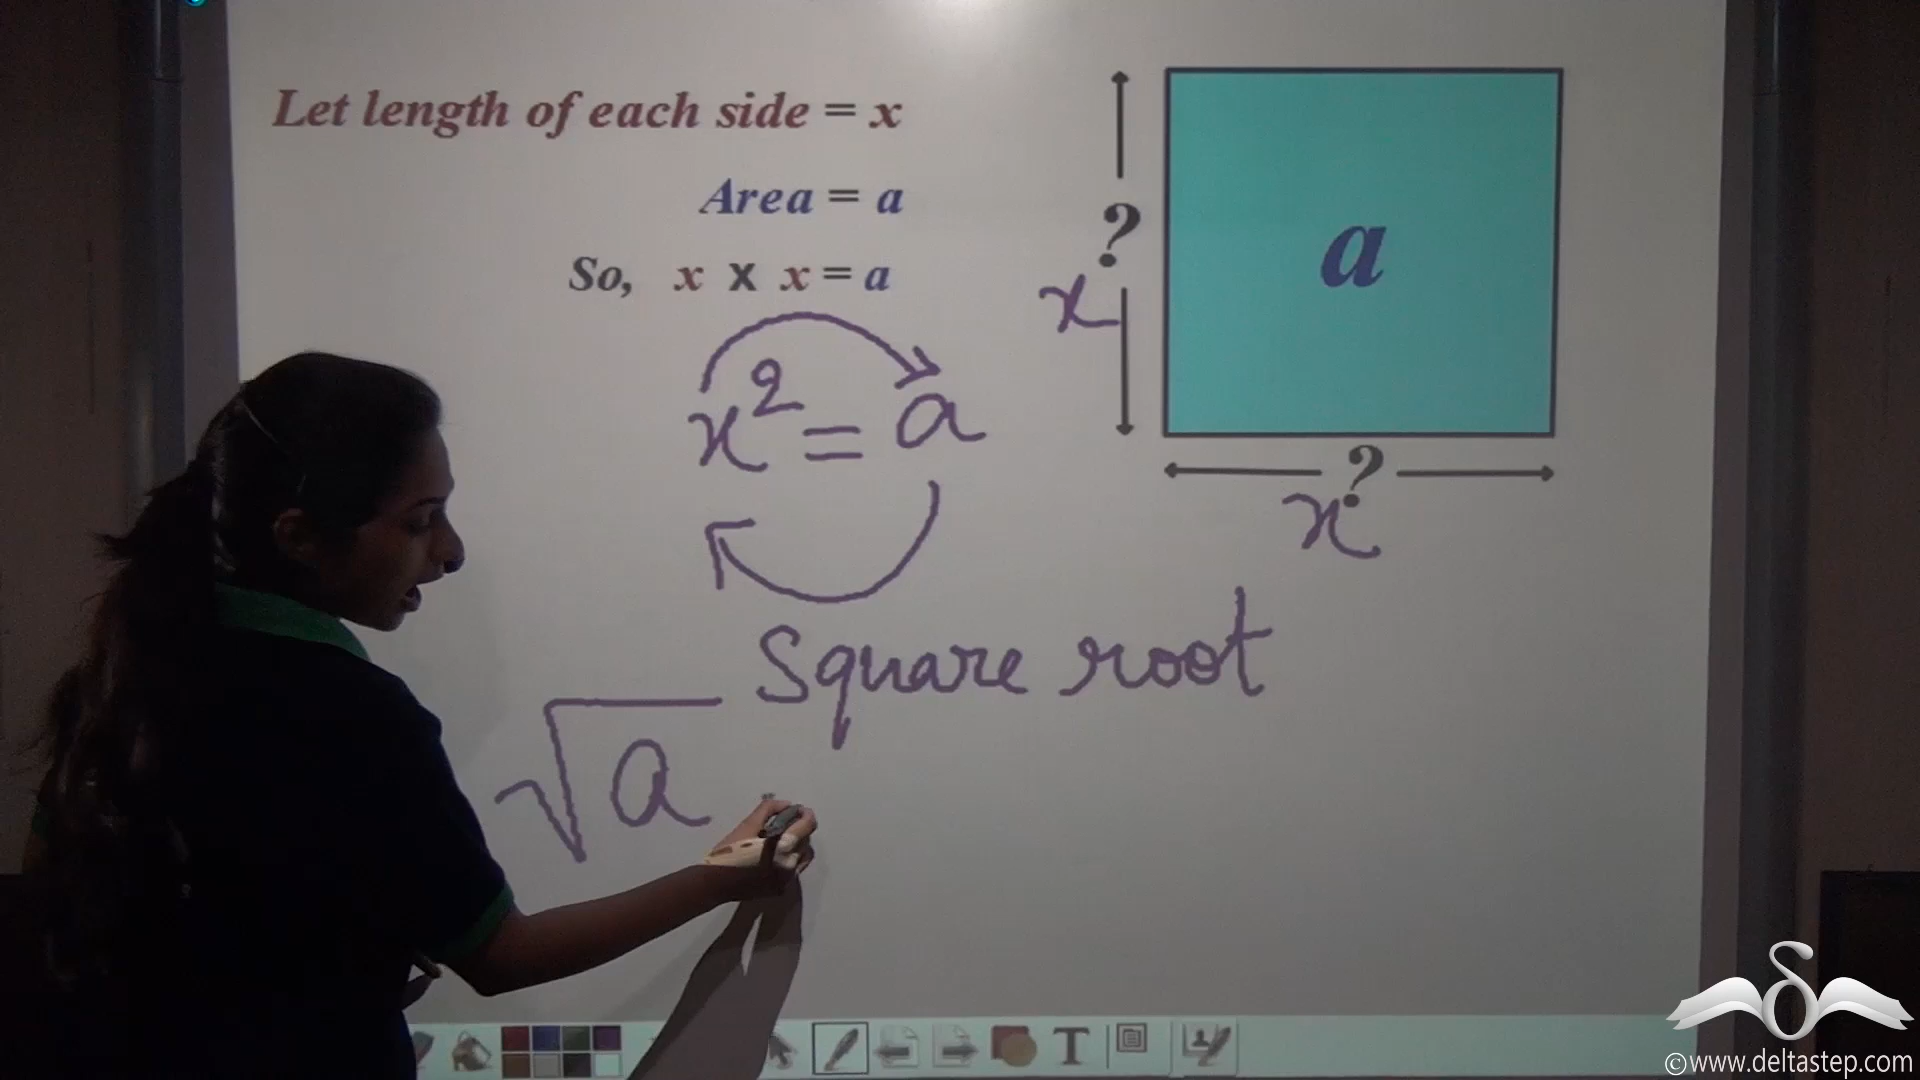 Let length of each side = x
Area = a
So, x x x = a
x² = a
Square root
√a
?
x
a
?
x
T
©www.deltastep.com